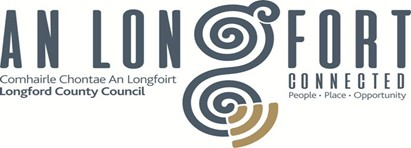 AN LONGFORT
CONNECTED
Comhairle Chontae An Longfoirt
Longford County Council
People • Place • Opportunity